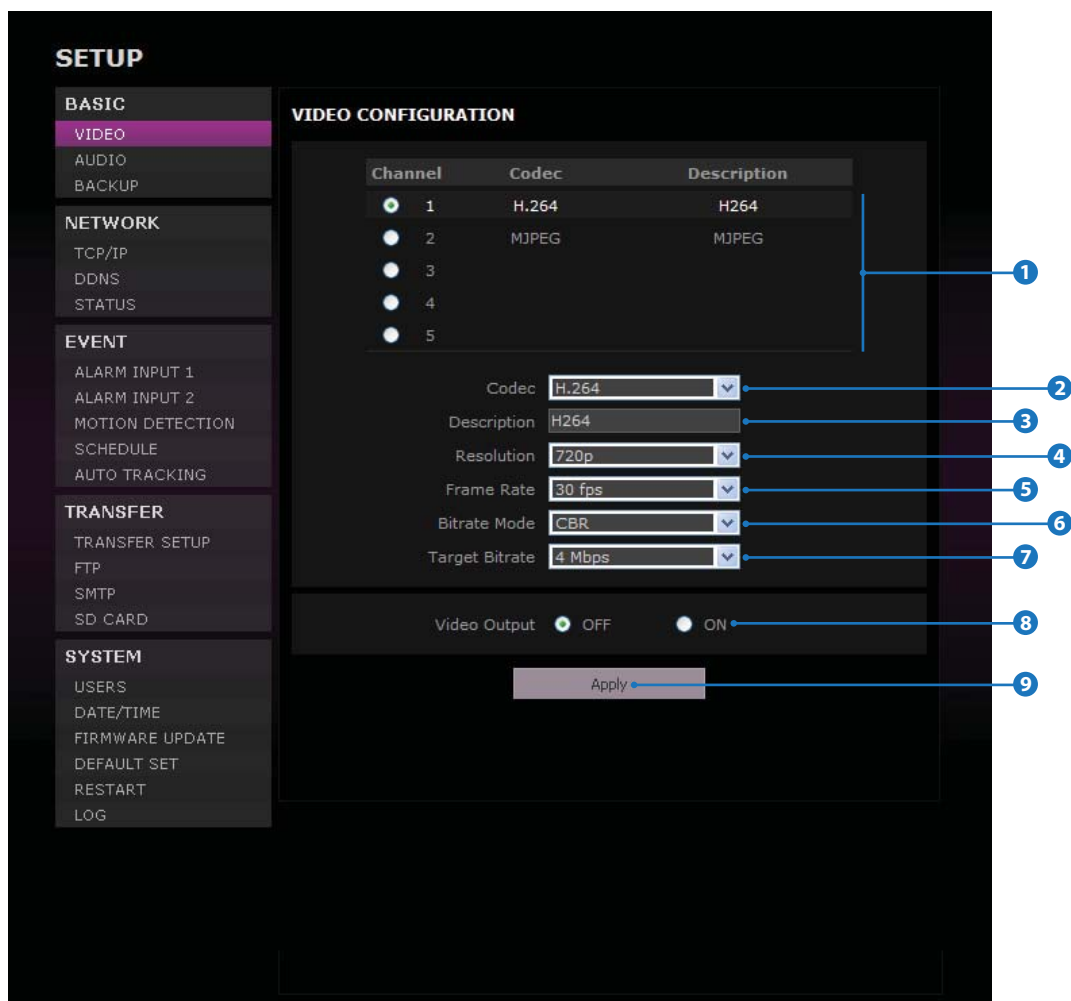 SETUP
BASIC
VIDEO
AUDIO
BACKUP
NETWORK
TCP/IP
DDNS
STATUS
EVENT
ALARM INPUT 1
ALARM INPUT 2
MOTION DETECTION
SCHEDULE
AUTO TRACKING
TRANSFER
TRANSFER SETUP
FTP
SMTP
SD CARD
SYSTEM
USERS
DATE/TIME
FIRMWARE UPDATE
DEFAULT SET
RESTART
LOG
VIDEO CONFIGURATION
Channel Codec Description
1 H.264 H264
2 MJPEG MJPEG
3
4
5
1
Codec H.264 2
Description H264 3
Resolution 720p 4
Frame Rate 30 fps 5
Bitrate Mode CBR 6
Target Bitrate 4 Mbps 7
Video Output OFF ON 8
Apply 9